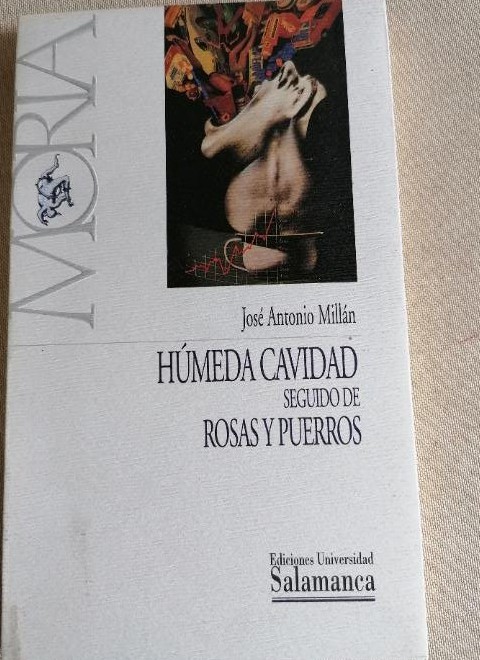 MORIA
José Antonio Millán
HÚMEDA CAVIDAD
SEGUIDO DE
ROSAS Y PUERROS
Ediciones Universidad
Salamanca